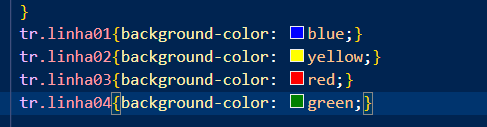 }
tr.linha01{background-color: blue;}
tr.linha02{background-color: yellow;}
tr.linha03{background-color: red;}
tr.linha04{background-color: green;}